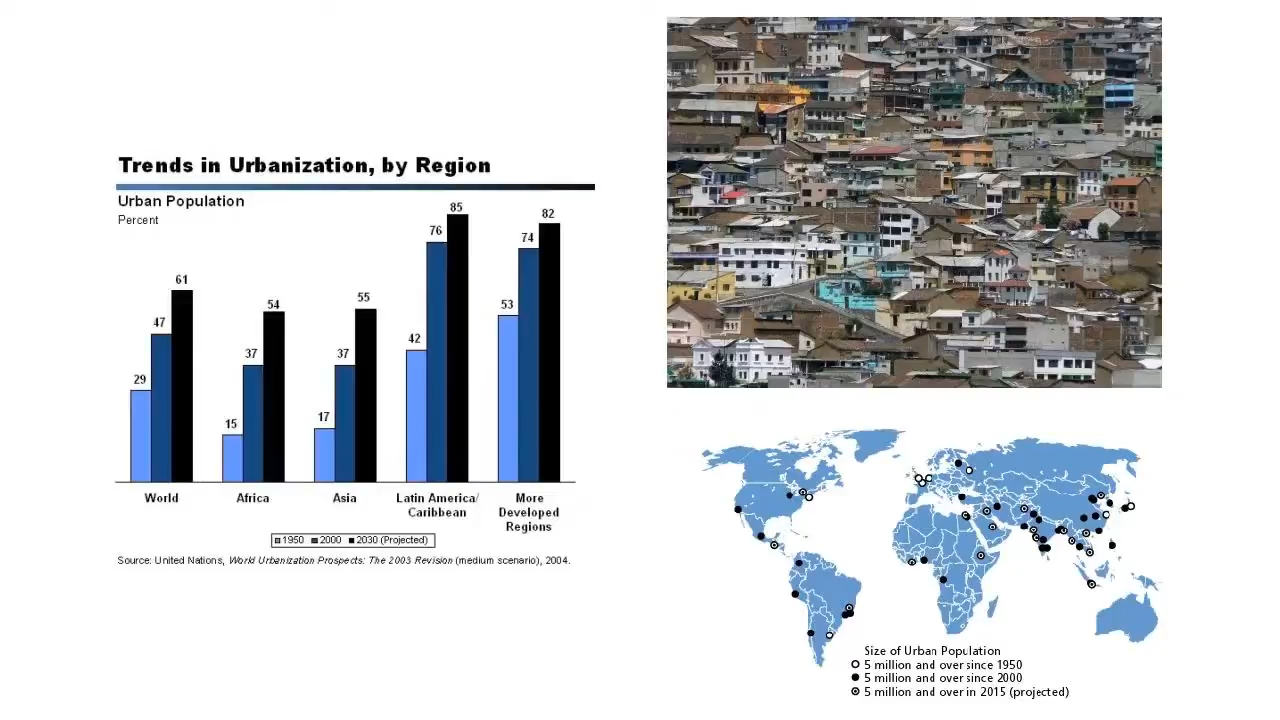 Trends in Urbanization, by Region
Urban Population
Percent
29 47 61
15 37 54
17 37 55
42 76 85
53 74 82
World
Africa
Asia
Latin America/
Caribbean
More
Developed
Regions
1950 2000 2030 (Projected)
Source: United Nations, World Urbanization Prospects: The 2003 Revision (medium scenario), 2004.
Size of Urban Population
5 million and over since 1950
5 million and over since 2000
5 million and over in 2015 (projected)